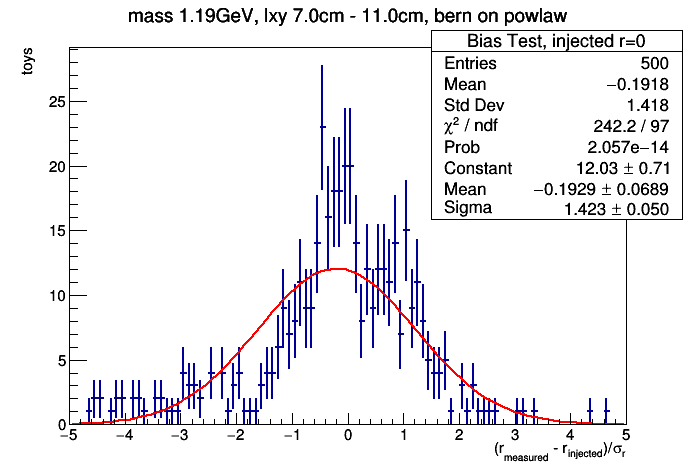 mass 1.19GeV, lxy 7.0cm - 11.0cm, bern on powlaw
Bias Test, injected r=0
Entries 500
Mean −0.1918
Std Dev 1.418
χ² / ndf 242.2 / 97
Prob 2.057e−14
Constant 12.03 ± 0.71
Mean −0.1929 ± 0.0689
Sigma 1.423 ± 0.050
toys
25
20
15
10
5
0
−5 −4 −3 −2 −1 0 1 2 3 4 5
(r_measured - r_injected)/σ_r